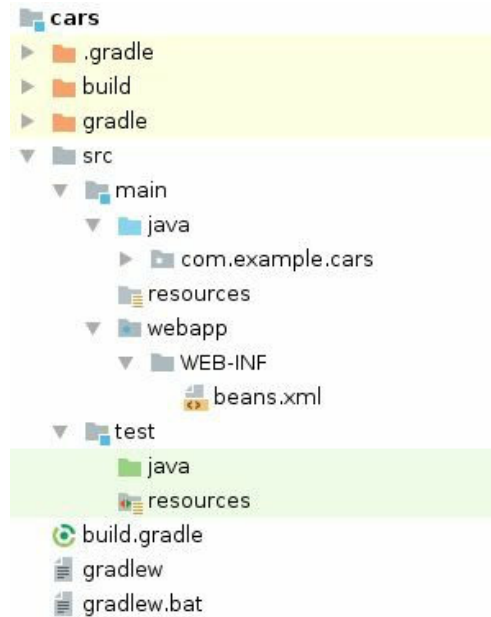 cars
.gradle
build
gradle
src
main
java
com.example.cars
resources
webapp
WEB-INF
beans.xml
test
java
resources
build.gradle
gradlew
gradlew.bat